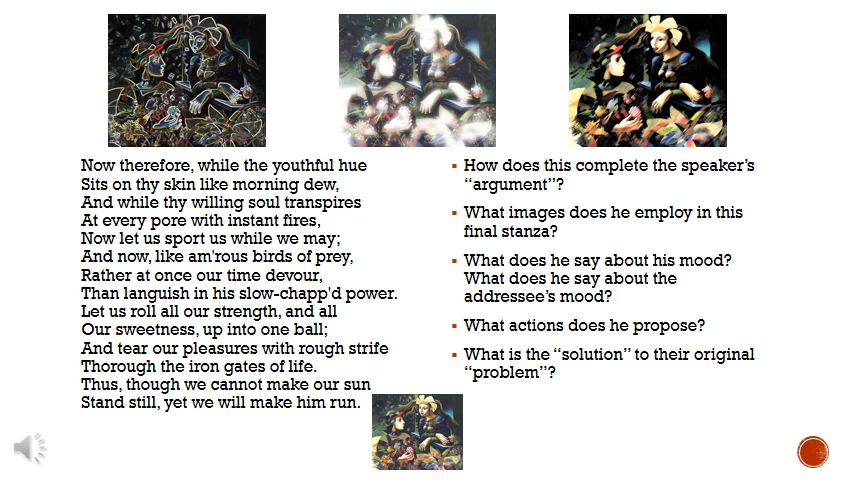 Now therefore, while the youthful hue
Sits on thy skin like morning dew,
And while thy willing soul transpires
At every pore with instant fires,
Now let us sport us while we may;
And now, like am'rous birds of prey,
Rather at once our time devour,
Than languish in his slow-chapp'd power.
Let us roll all our strength, and all
Our sweetness, up into one ball;
And tear our pleasures with rough strife
Thorough the iron gates of life.
Thus, though we cannot make our sun
Stand still, yet we will make him run.
▪ How does this complete the speaker's
“argument”?
▪ What images does he employ in this
final stanza?
▪ What does he say about his mood?
What does he say about the
addressee's mood?
▪ What actions does he propose?
▪ What is the “solution” to their original
“problem”?